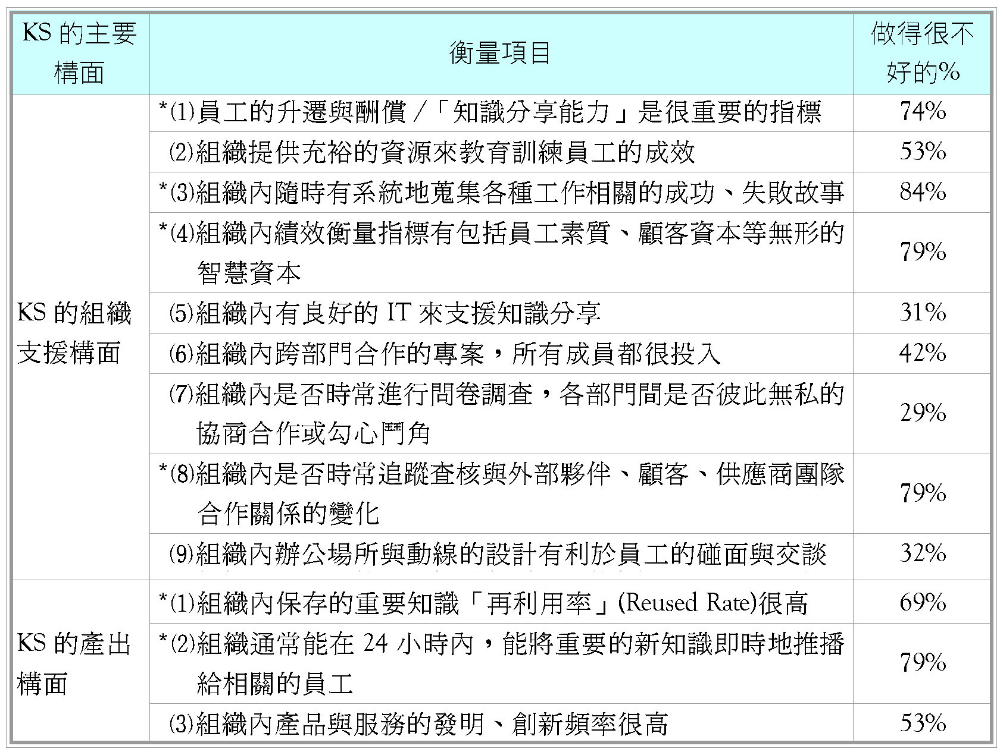 KS 的主要
構面
衡量項目
做得很不
好的%
KS 的組織
支援構面
*(1)員工的升遷與酬償／「知識分享能力」是很重要的指標
74%
(2)組織提供充裕的資源來教育訓練員工的成效
53%
*(3)組織內隨時有系統地蒐集各種工作相關的成功、失敗故事
84%
*(4)組織內績效衡量指標有包括員工素質、顧客資本等無形的
智慧資本
79%
(5)組織內有良好的 IT 來支援知識分享
31%
(6)組織內跨部門合作的專案，所有成員都很投入
42%
(7)組織內是否時常進行問卷調查，各部門間是否彼此無私的
協商合作或勾心鬥角
29%
*(8)組織內是否時常追蹤查核與外部夥伴、顧客、供應商團隊
合作關係的變化
79%
(9)組織內辦公場所與動線的設計有利於員工的碰面與交談
32%
KS 的產出
構面
*(1)組織內保存的重要知識「再利用率」(Reused Rate)很高
69%
*(2)組織通常能在 24 小時內，能將重要的新知識即時地推播
給相關的員工
79%
(3)組織內產品與服務的發明、創新頻率很高
53%